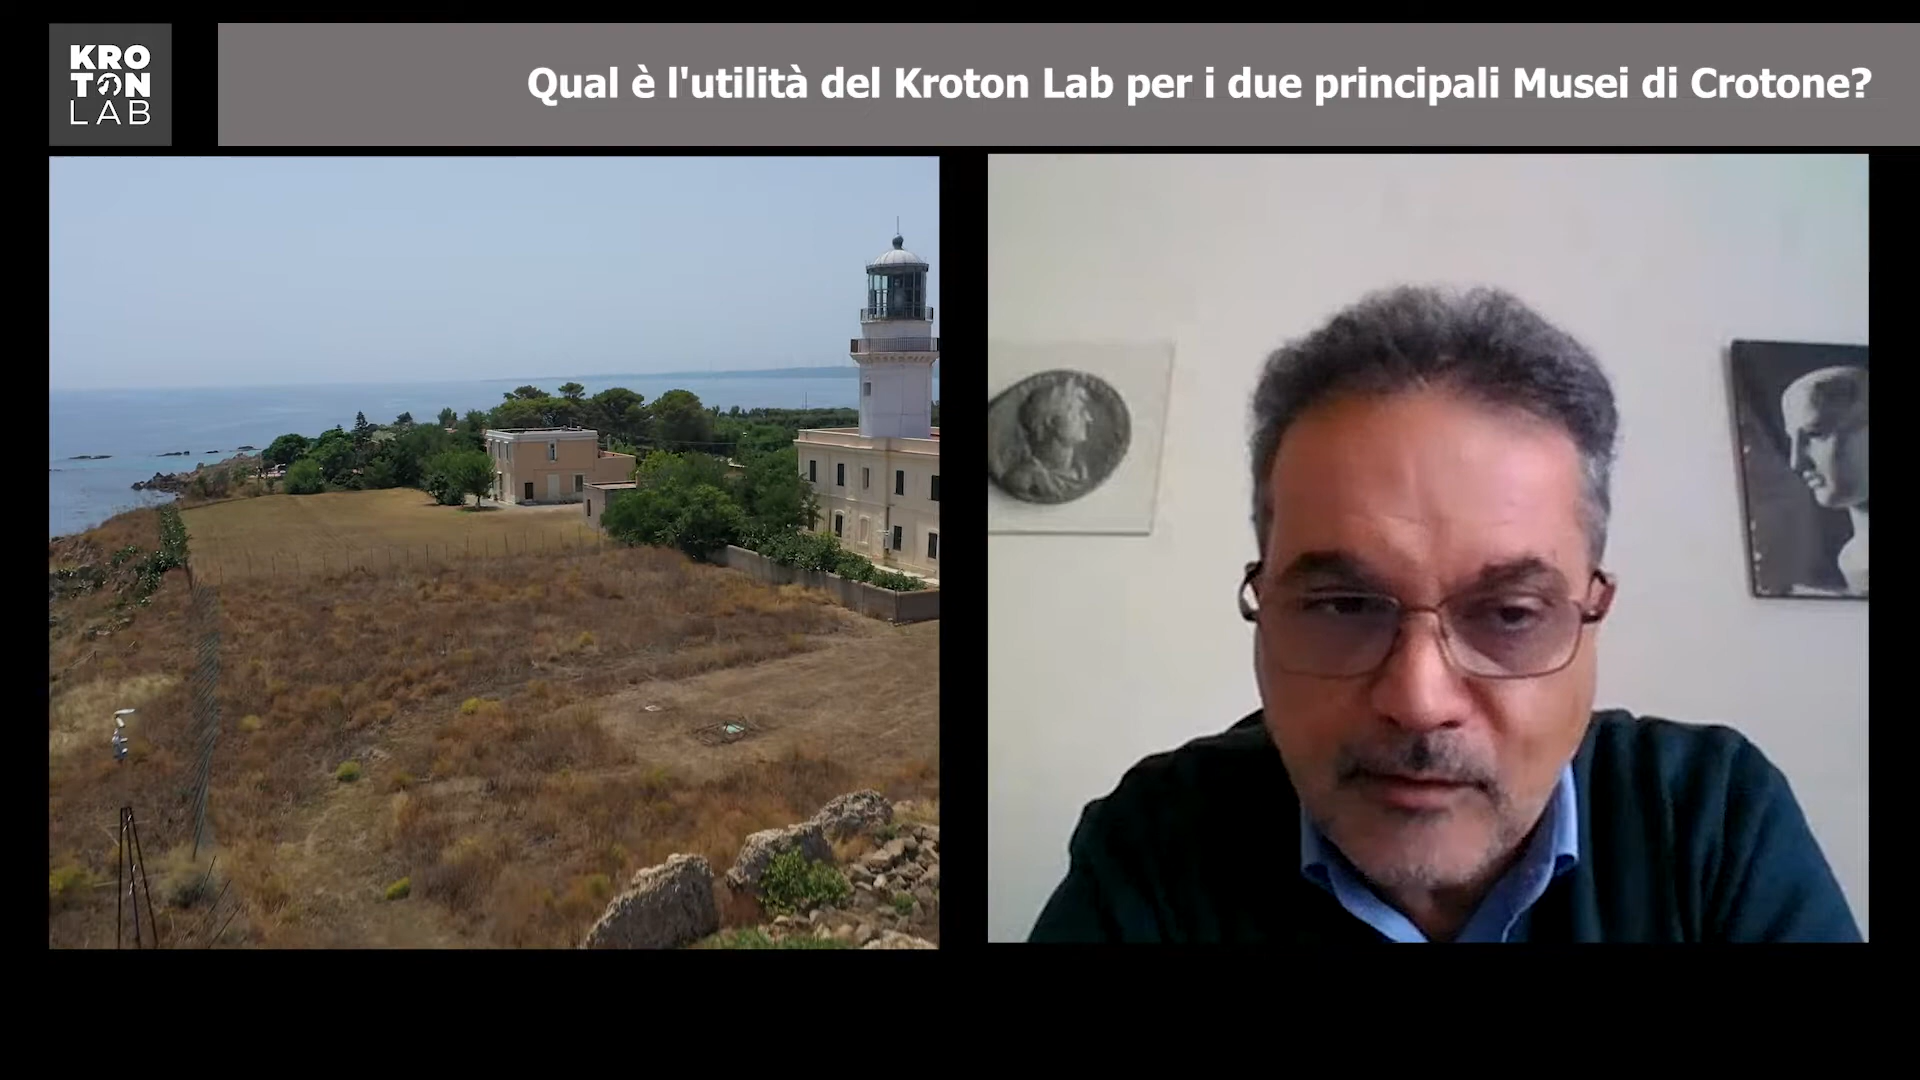 KRO
TON
LAB
Qual è l'utilità del Kroton Lab per i due principali Musei di Crotone?